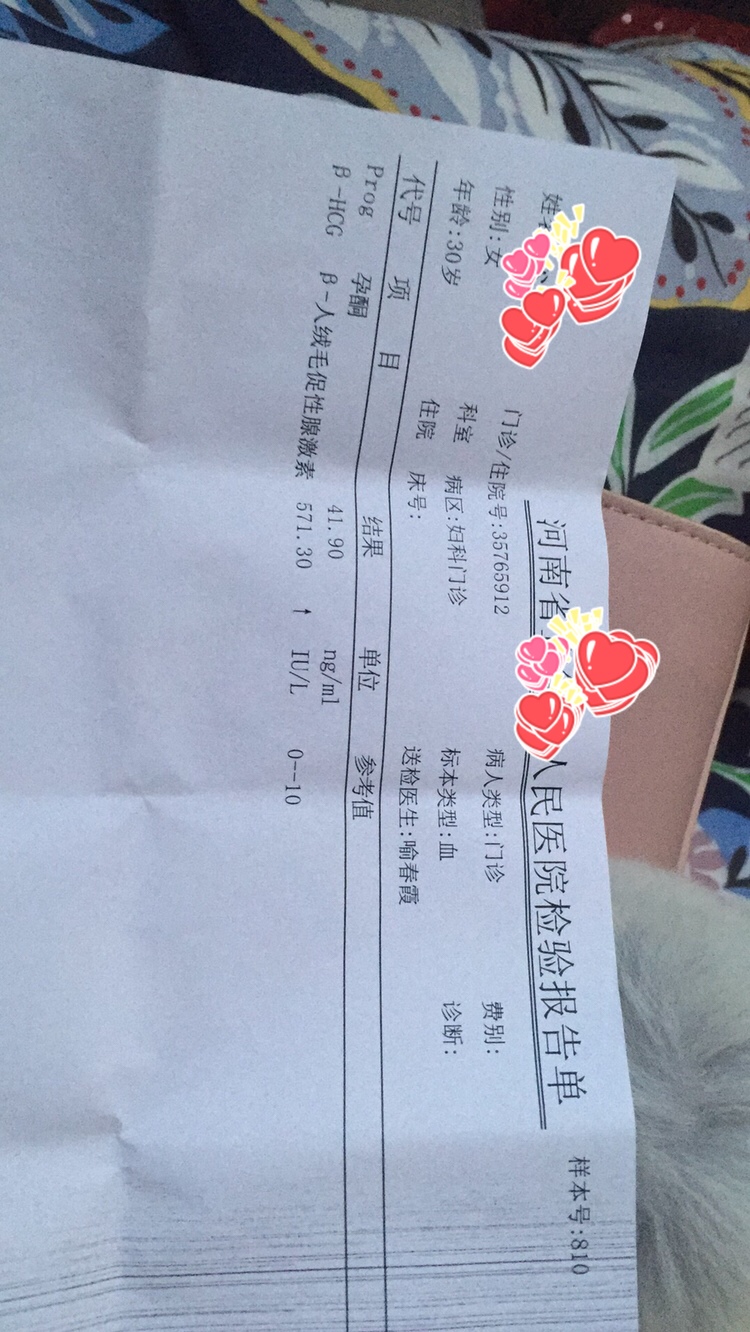 河南省 人民医院检验报告单 样本号:810
姓 门诊/住院号:35765912 病人类型:门诊 费别:
性别:女 科室 病区:妇科门诊 标本类型:血 诊断:
年龄:30岁 住院 床号: 送检医生:喻春霞
代号 项 目 结果 单位 参考值
Prog 孕酮 41.90 ng/ml
β-HCG β-人绒毛促性腺激素 571.30 ↑ IU/L 0--10